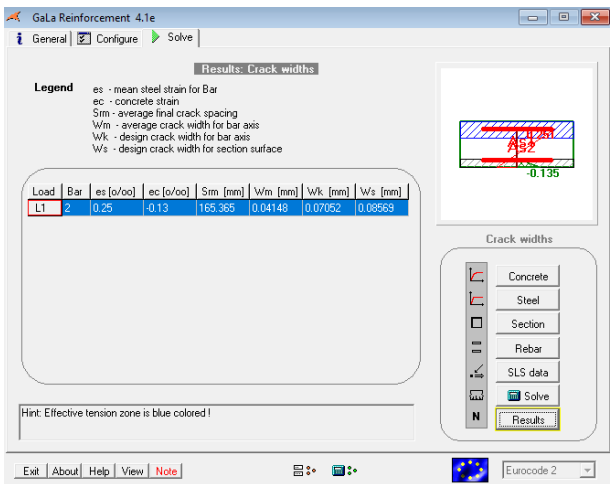 GaLa Reinforcement 4.1e
General Configure Solve
Results: Crack widths
Legend
es - mean steel strain for Bar
ec - concrete strain
Srm - average final crack spacing
Wm - average crack width for bar axis
Wk - design crack width for bar axis
Ws - design crack width for section surface
-0.135
Load Bar es [o/oo] ec [o/oo] Srm [mm] Wm [mm] Wk [mm] Ws [mm]
L1 2 0.25 -0.13 165.365 0.04148 0.07052 0.08569
Crack widths
Concrete
Steel
Section
Rebar
SLS data
Solve
N Results
Hint: Effective tension zone is blue colored !
Exit About Help View Note
Eurocode 2